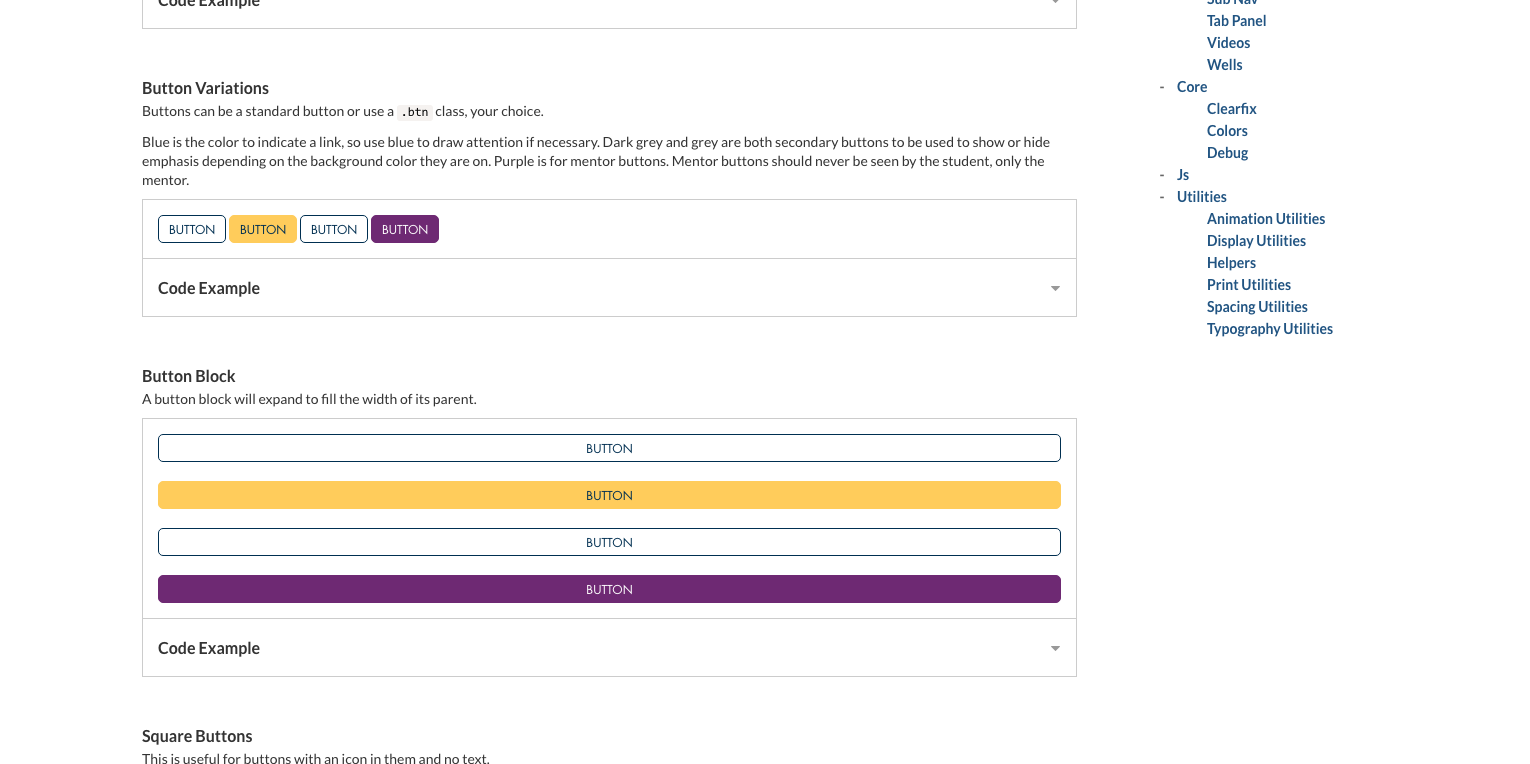 Code Example
Button Variations
Buttons can be a standard button or use a .btn class, your choice.
Blue is the color to indicate a link, so use blue to draw attention if necessary. Dark grey and grey are both secondary buttons to be used to show or hide
emphasis depending on the background color they are on. Purple is for mentor buttons. Mentor buttons should never be seen by the student, only the
mentor.
BUTTON BUTTON BUTTON BUTTON
Code Example
Button Block
A button block will expand to fill the width of its parent.
BUTTON
BUTTON
BUTTON
BUTTON
Code Example
Square Buttons
This is useful for buttons with an icon in them and no text.
Sub Nav
Tab Panel
Videos
Wells
- Core
Clearfix
Colors
Debug
- Js
- Utilities
Animation Utilities
Display Utilities
Helpers
Print Utilities
Spacing Utilities
Typography Utilities